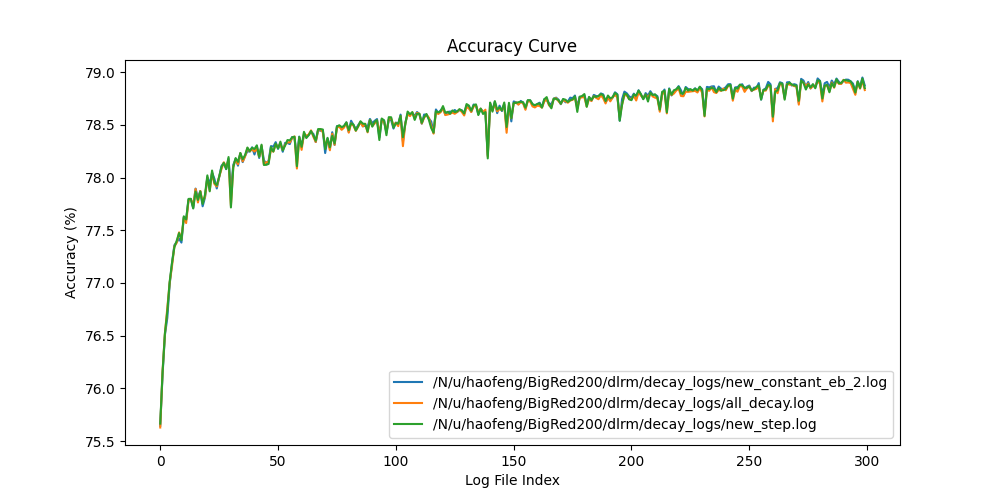 Accuracy Curve
Accuracy (%)
79.0
78.5
78.0
77.5
77.0
76.5
76.0
75.5
/N/u/haofeng/BigRed200/dlrm/decay_logs/new_constant_eb_2.log
/N/u/haofeng/BigRed200/dlrm/decay_logs/all_decay.log
/N/u/haofeng/BigRed200/dlrm/decay_logs/new_step.log
0 50 100 150 200 250 300
Log File Index